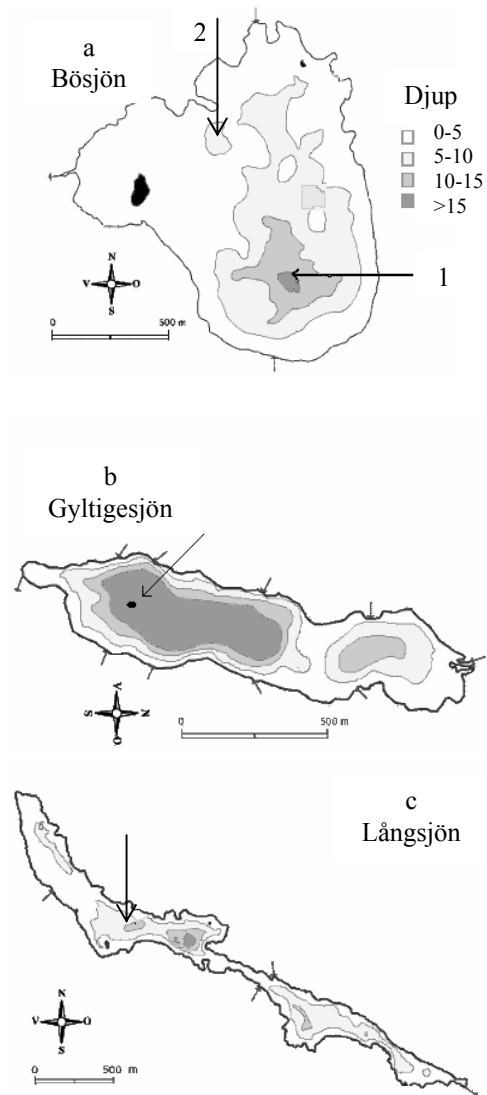 a
Bösjön
2
Djup
0-5
5-10
10-15
>15
1
N
V O
S
0 500 m
b
Gyltigesjön
V
S N
O
0 500 m
c
Långsjön
N
V O
S
0 500 m